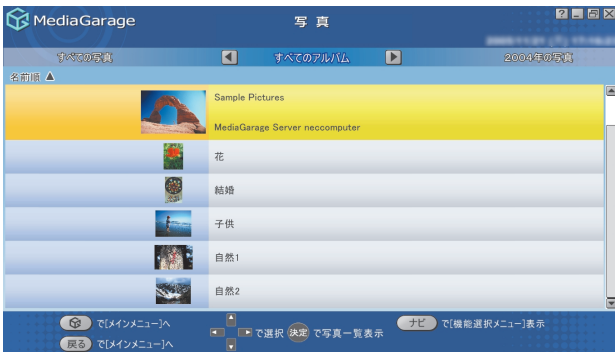 MediaGarage
写真
すべての写真
すべてのアルバム
2004年の写真
名前順 ▲
Sample Pictures
MediaGarage Server neccomputer
花
結婚
子供
自然1
自然2
で[メインメニュー]へ
で選択 決定 で写真一覧表示
ナビ で[機能選択メニュー]表示
戻る で[メインメニュー]へ